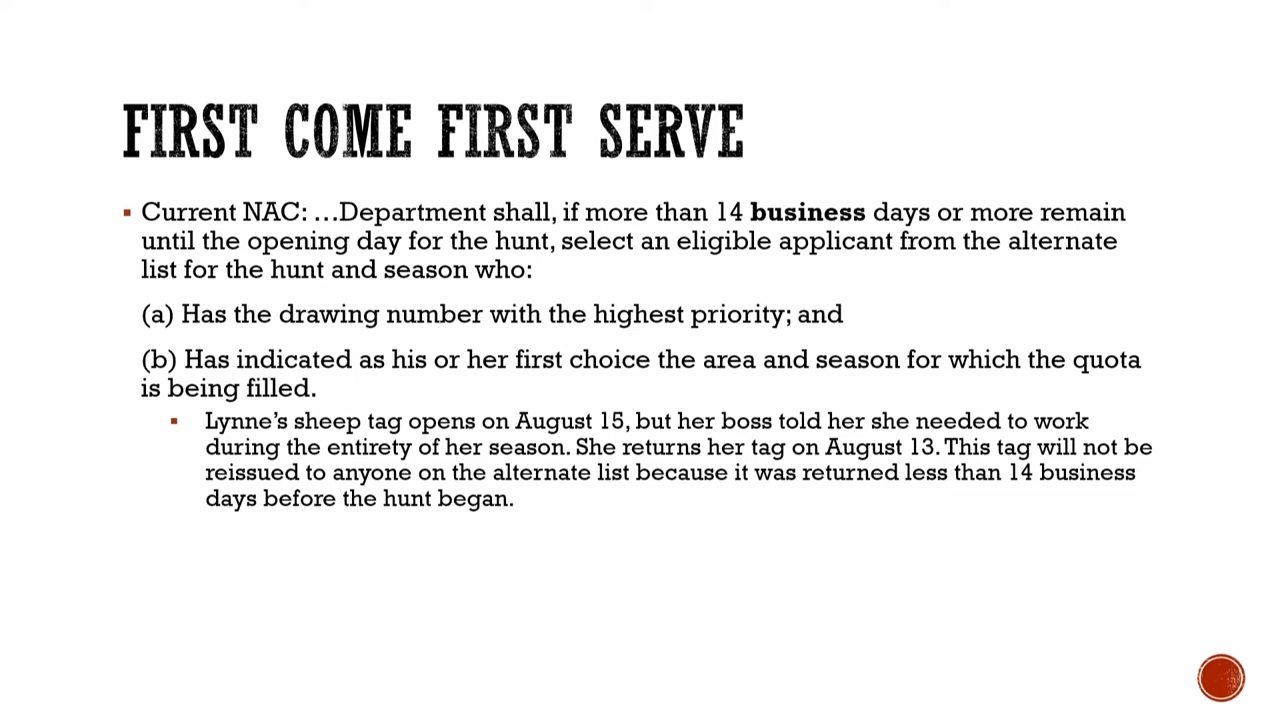 FIRST COME FIRST SERVE
▪ Current NAC: …Department shall, if more than 14 business days or more remain
until the opening day for the hunt, select an eligible applicant from the alternate
list for the hunt and season who:
(a) Has the drawing number with the highest priority; and
(b) Has indicated as his or her first choice the area and season for which the quota
is being filled.
▪ Lynne’s sheep tag opens on August 15, but her boss told her she needed to work
during the entirety of her season. She returns her tag on August 13. This tag will not be
reissued to anyone on the alternate list because it was returned less than 14 business
days before the hunt began.